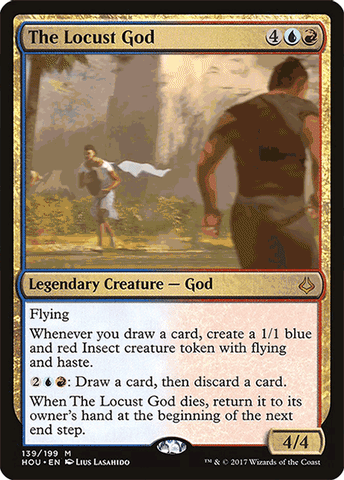 The Locust God 4
Legendary Creature — God
Flying
Whenever you draw a card, create a 1/1 blue
and red Insect creature token with flying
and haste.
2: Draw a card, then discard a card.
When The Locust God dies, return it to its
owner's hand at the beginning of the next
end step.
4/4
139/199 M
HOU • EN Lius Lasahido
™ & © 2017 Wizards of the Coast